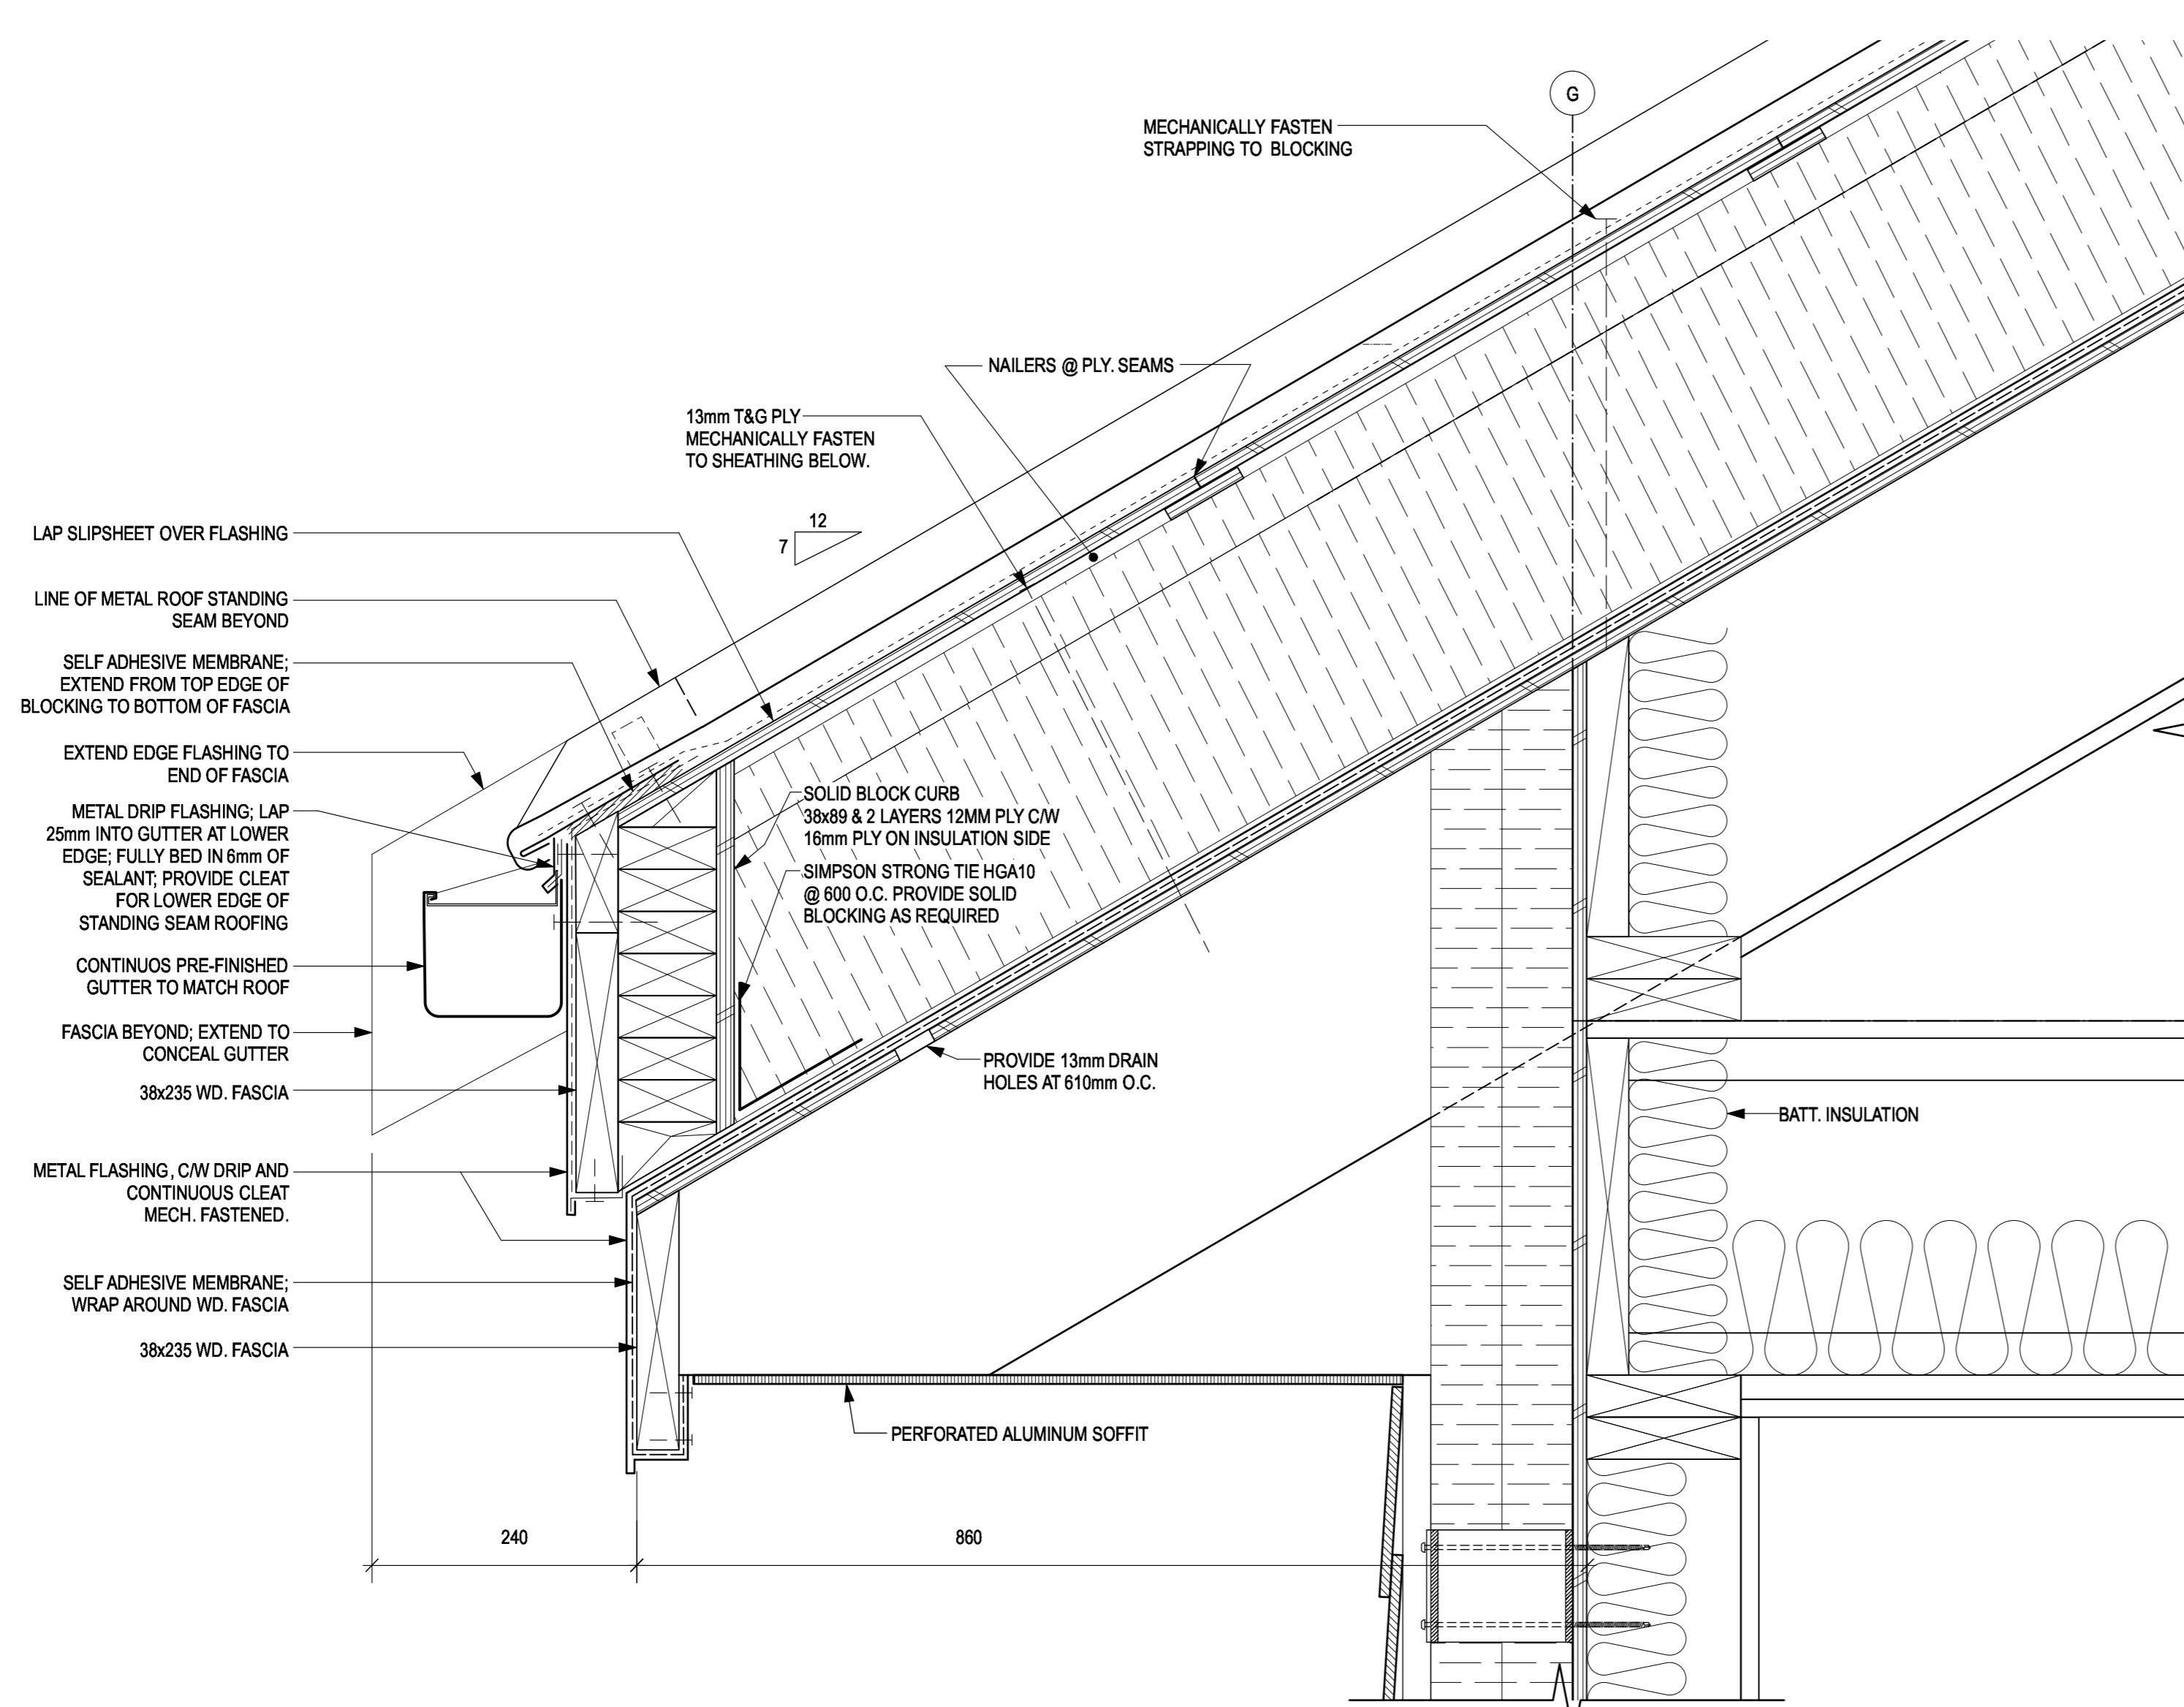 G
MECHANICALLY FASTEN
STRAPPING TO BLOCKING
NAILERS @ PLY. SEAMS
13mm T&G PLY
MECHANICALLY FASTEN
TO SHEATHING BELOW.
12
7
LAP SLIPSHEET OVER FLASHING
LINE OF METAL ROOF STANDING
SEAM BEYOND
SELF ADHESIVE MEMBRANE;
EXTEND FROM TOP EDGE OF
BLOCKING TO BOTTOM OF FASCIA
EXTEND EDGE FLASHING TO
END OF FASCIA
METAL DRIP FLASHING; LAP
25mm INTO GUTTER AT LOWER
EDGE; FULLY BED IN 6mm OF
SEALANT; PROVIDE CLEAT
FOR LOWER EDGE OF
STANDING SEAM ROOFING
CONTINUOS PRE-FINISHED
GUTTER TO MATCH ROOF
FASCIA BEYOND; EXTEND TO
CONCEAL GUTTER
38x235 WD. FASCIA
METAL FLASHING, C/W DRIP AND
CONTINUOUS CLEAT
MECH. FASTENED.
SELF ADHESIVE MEMBRANE;
WRAP AROUND WD. FASCIA
38x235 WD. FASCIA
SOLID BLOCK CURB
38x89 & 2 LAYERS 12MM PLY C/W
16mm PLY ON INSULATION SIDE
SIMPSON STRONG TIE HGA10
@ 600 O.C. PROVIDE SOLID
BLOCKING AS REQUIRED
PROVIDE 13mm DRAIN
HOLES AT 610mm O.C.
BATT. INSULATION
PERFORATED ALUMINUM SOFFIT
240
860